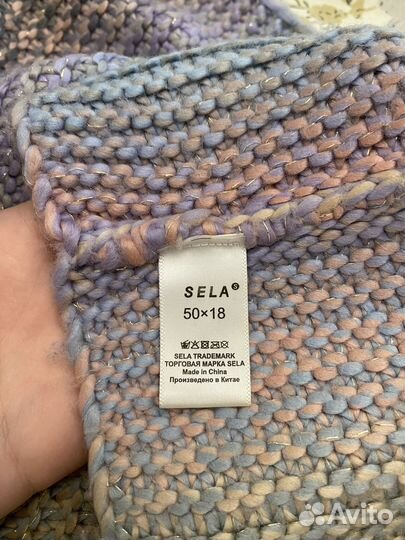 SELA S
50×18
SELA TRADEMARK
ТОРГОВАЯ МАРКА SELA
Made in China
Произведено в Китае
Avito